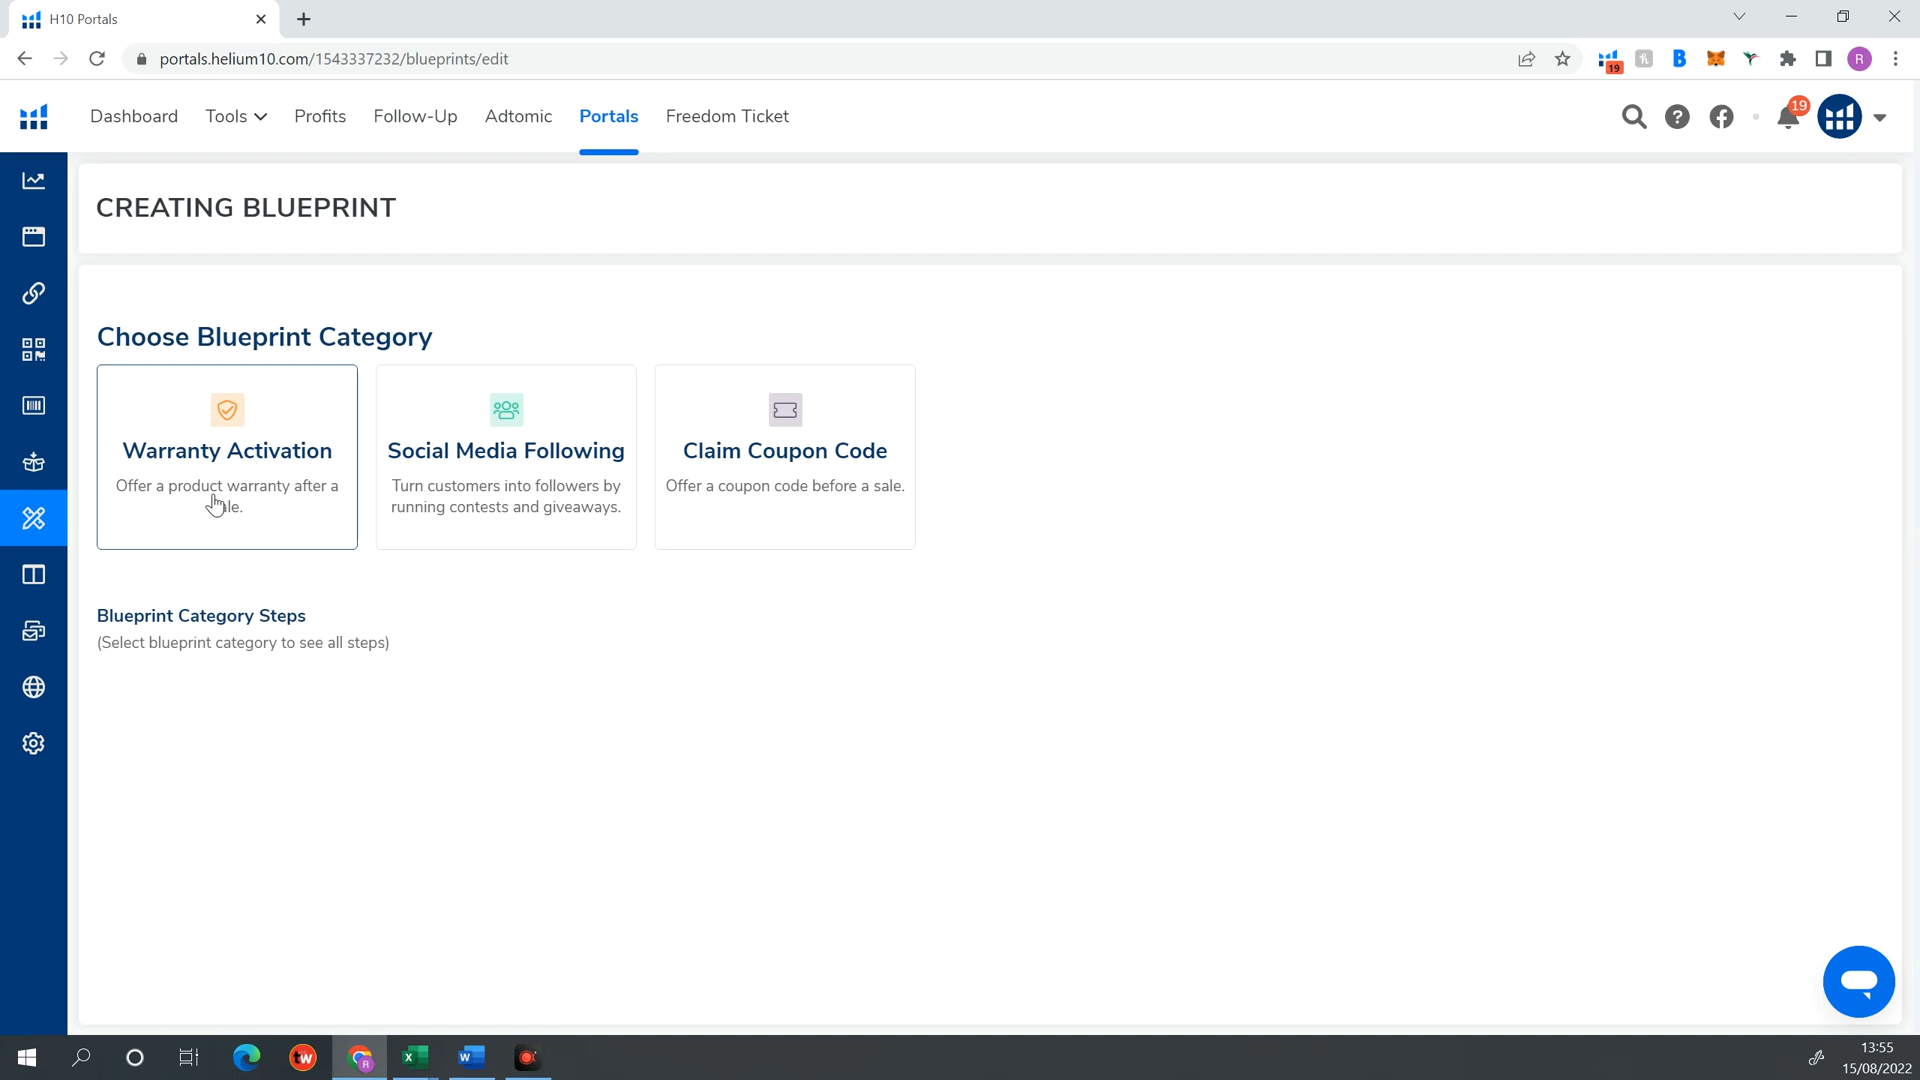 H10 Portals
portals.helium10.com/1543337232/blueprints/edit
19
B
R
Dashboard Tools Profits Follow-Up Adtomic Portals Freedom Ticket
19
CREATING BLUEPRINT
Choose Blueprint Category
Warranty Activation
Offer a product warranty after a
le.
Social Media Following
Turn customers into followers by
running contests and giveaways.
Claim Coupon Code
Offer a coupon code before a sale.
Blueprint Category Steps
(Select blueprint category to see all steps)
tw
R
X
W
13:55
15/08/2022